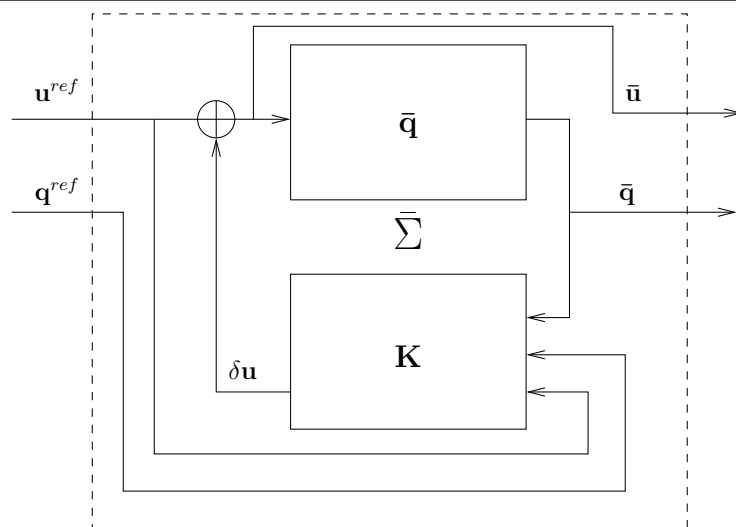 u^{ref}
q̄
ū
q^{ref}
q̄
Σ̄
K
δu